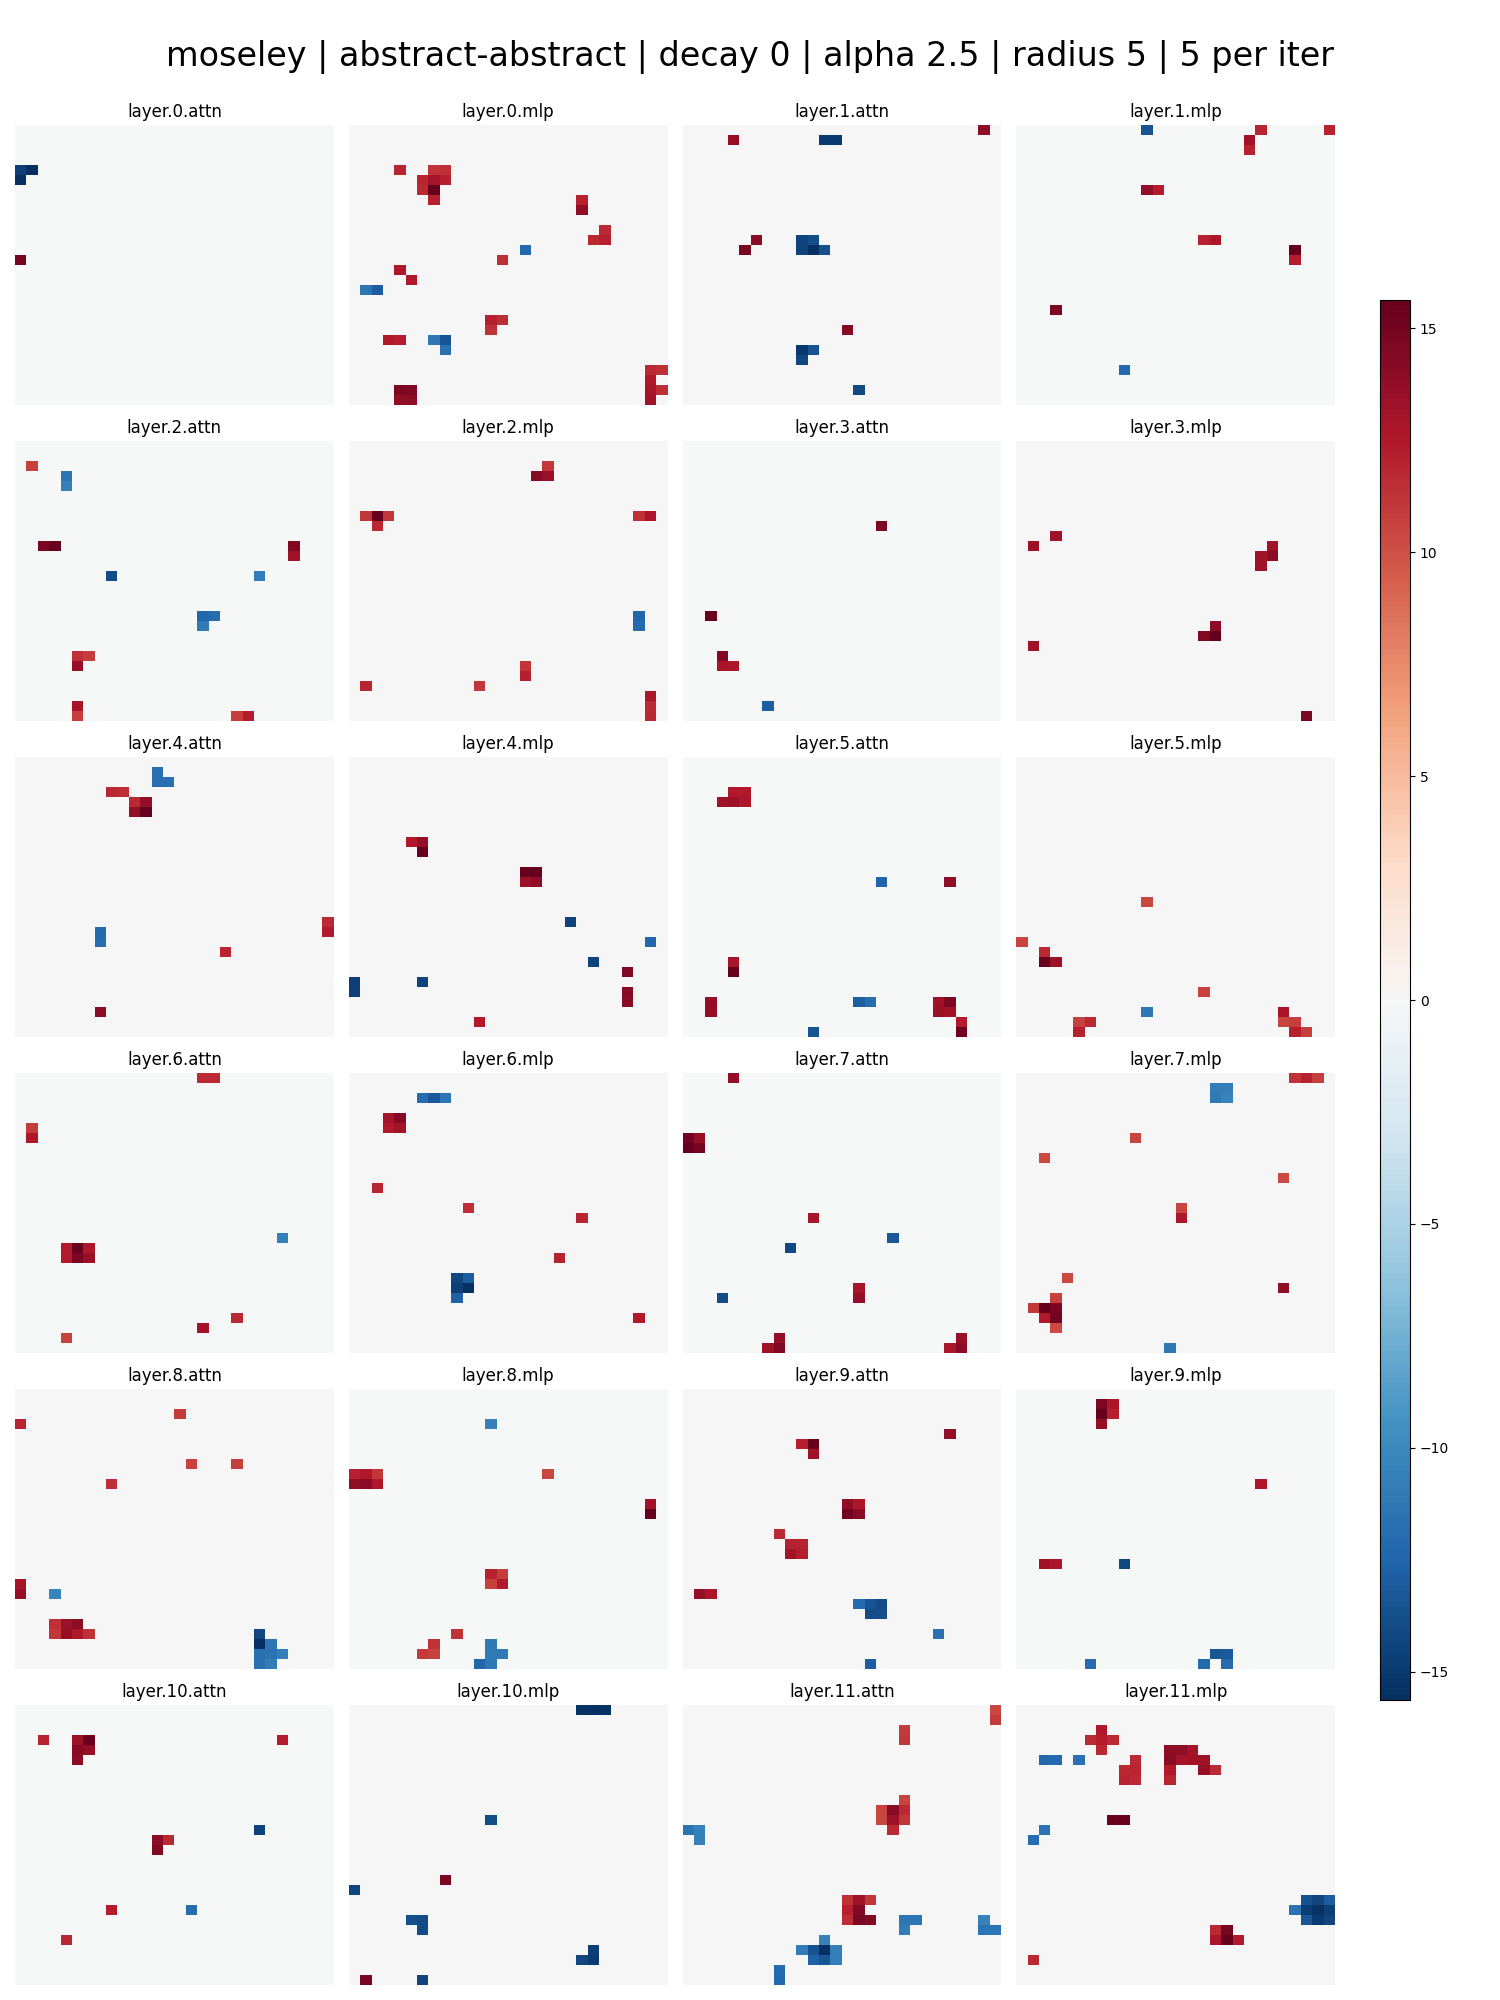 moseley | abstract-abstract | decay 0 | alpha 2.5 | radius 5 | 5 per iter
layer.0.attn
layer.0.mlp
layer.1.attn
layer.1.mlp
layer.2.attn
layer.2.mlp
layer.3.attn
layer.3.mlp
layer.4.attn
layer.4.mlp
layer.5.attn
layer.5.mlp
layer.6.attn
layer.6.mlp
layer.7.attn
layer.7.mlp
layer.8.attn
layer.8.mlp
layer.9.attn
layer.9.mlp
layer.10.attn
layer.10.mlp
layer.11.attn
layer.11.mlp
15
10
5
0
−5
−10
−15